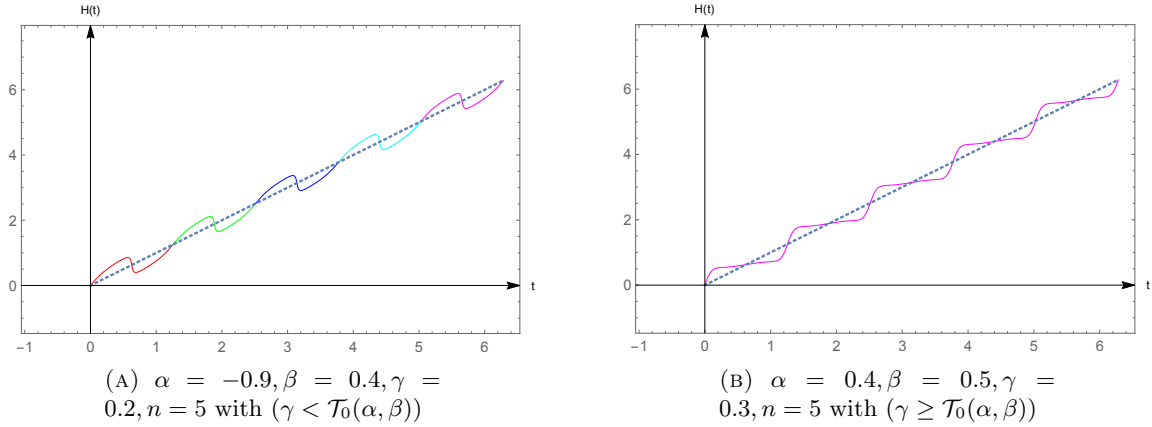 H(t)
6
4
2
0
t
-1 0 1 2 3 4 5 6
(A) α = −0.9, β = 0.4, γ =
0.2, n = 5 with (γ < 𝒯₀(α, β))
H(t)
6
4
2
0
t
-1 0 1 2 3 4 5 6
(B) α = 0.4, β = 0.5, γ =
0.3, n = 5 with (γ ≥ 𝒯₀(α, β))